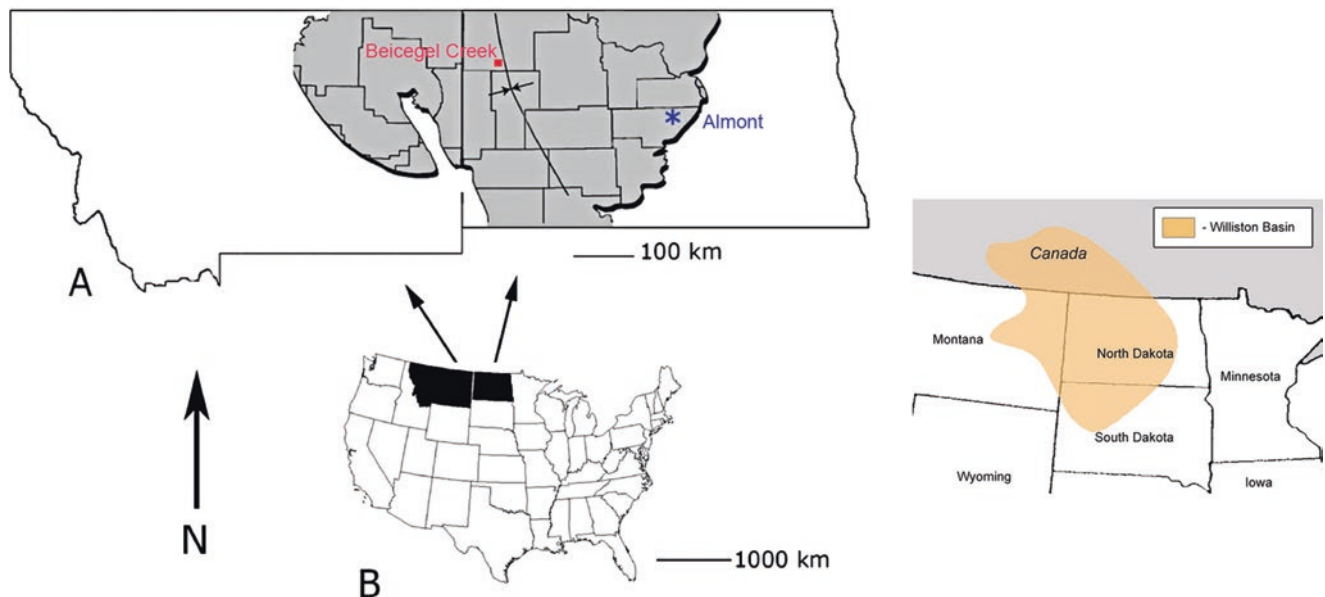 Beicegel Creek
Almont
100 km
A
N
B
1000 km
- Williston Basin
Canada
Montana
North Dakota
Minnesota
South Dakota
Wyoming
Iowa